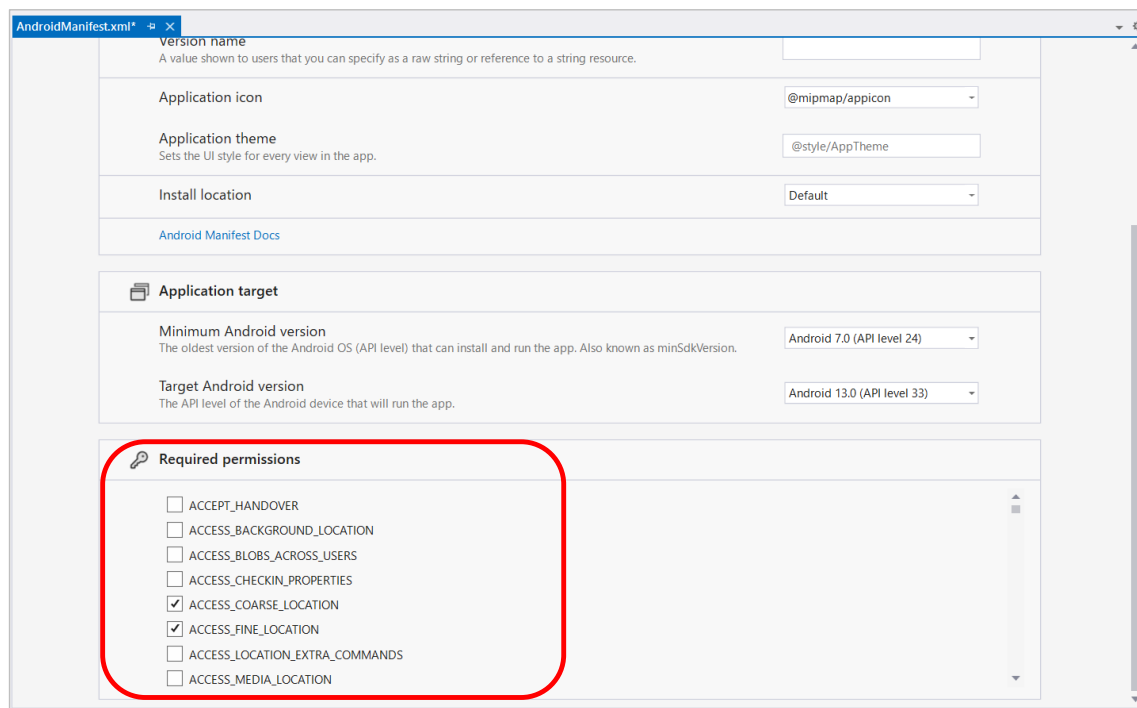 AndroidManifest.xml*
Version name
A value shown to users that you can specify as a raw string or reference to a string resource.
Application icon
@mipmap/appicon
Application theme
@style/AppTheme
Sets the UI style for every view in the app.
Install location
Default
Android Manifest Docs
Application target
Minimum Android version
Android 7.0 (API level 24)
The oldest version of the Android OS (API level) that can install and run the app. Also known as minSdkVersion.
Target Android version
Android 13.0 (API level 33)
The API level of the Android device that will run the app.
Required permissions
ACCEPT_HANDOVER
ACCESS_BACKGROUND_LOCATION
ACCESS_BLOBS_ACROSS_USERS
ACCESS_CHECKIN_PROPERTIES
ACCESS_COARSE_LOCATION
ACCESS_FINE_LOCATION
ACCESS_LOCATION_EXTRA_COMMANDS
ACCESS_MEDIA_LOCATION